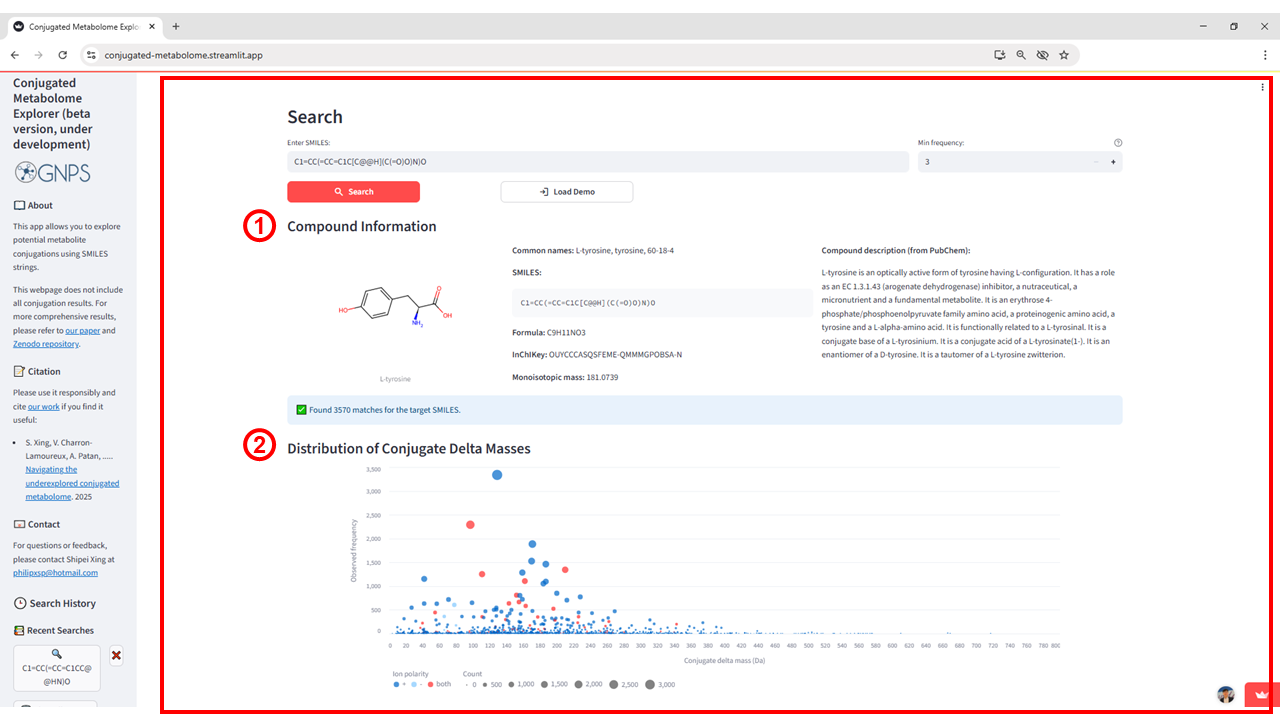 Conjugated Metabolome Explo
conjugated-metabolome.streamlit.app
Conjugated
Metabolome
Explorer (beta
version, under
development)
GNPS
About
This app allows you to explore
potential metabolite
conjugations using SMILES
strings.
This webpage does not include
all conjugation results. For
more comprehensive results,
please refer to our paper and
Zenodo repository.
Citation
Please use it responsibly and
cite our work if you find it
useful:
• S. Xing, V. Charron-
Lamoureux, A. Patan, .....
Navigating the
underexplored conjugated
metabolome. 2025
Contact
For questions or feedback,
please contact Shipei Xing at
philipxsp@hotmail.com
Search History
Recent Searches
C1=CC(=CC=C1CC@
@HN)O
Search
Enter SMILES:
Min frequency:
C1=CC(=CC=C1C[C@@H](C(=O)O)N)O
3
Search
Load Demo
1
Compound Information
HO
O
OH
NH2
L-tyrosine
Common names: L-tyrosine, tyrosine, 60-18-4
SMILES:
C1=CC(=CC=C1C[C@@H](C(=O)O)N)O
Formula: C9H11NO3
InChIKey: OUYCCCASQSFEME-QMMMGPOBSA-N
Monoisotopic mass: 181.0739
Compound description (from PubChem):
L-tyrosine is an optically active form of tyrosine having L-configuration. It has a role
as an EC 1.3.1.43 (arogenate dehydrogenase) inhibitor, a nutraceutical, a
micronutrient and a fundamental metabolite. It is an erythrose 4-
phosphate/phosphoenolpyruvate family amino acid, a proteinogenic amino acid, a
tyrosine and a L-alpha-amino acid. It is functionally related to L-tyrosinal. It is a
conjugate base of a L-tyrosinium. It is a conjugate acid of a L-tyrosinate(1-). It is an
enantiomer of a D-tyrosine. It is a tautomer of a L-tyrosine zwitterion.
Found 3570 matches for the target SMILES.
2
Distribution of Conjugate Delta Masses
Observed frequency
3,500
3,000
2,500
2,000
1,500
1,000
500
0
0 20 40 60 80 100 120 140 160 180 200 220 240 260 280 300 320 340 360 380 400 420 440 460 480 500 520 540 560 580 600 620 640 660 680 700 720 740 760 780 800
Conjugate delta mass (Da)
Ion polarity
+ - both
Count
0 500 1,000 1,500 2,000 2,500 3,000